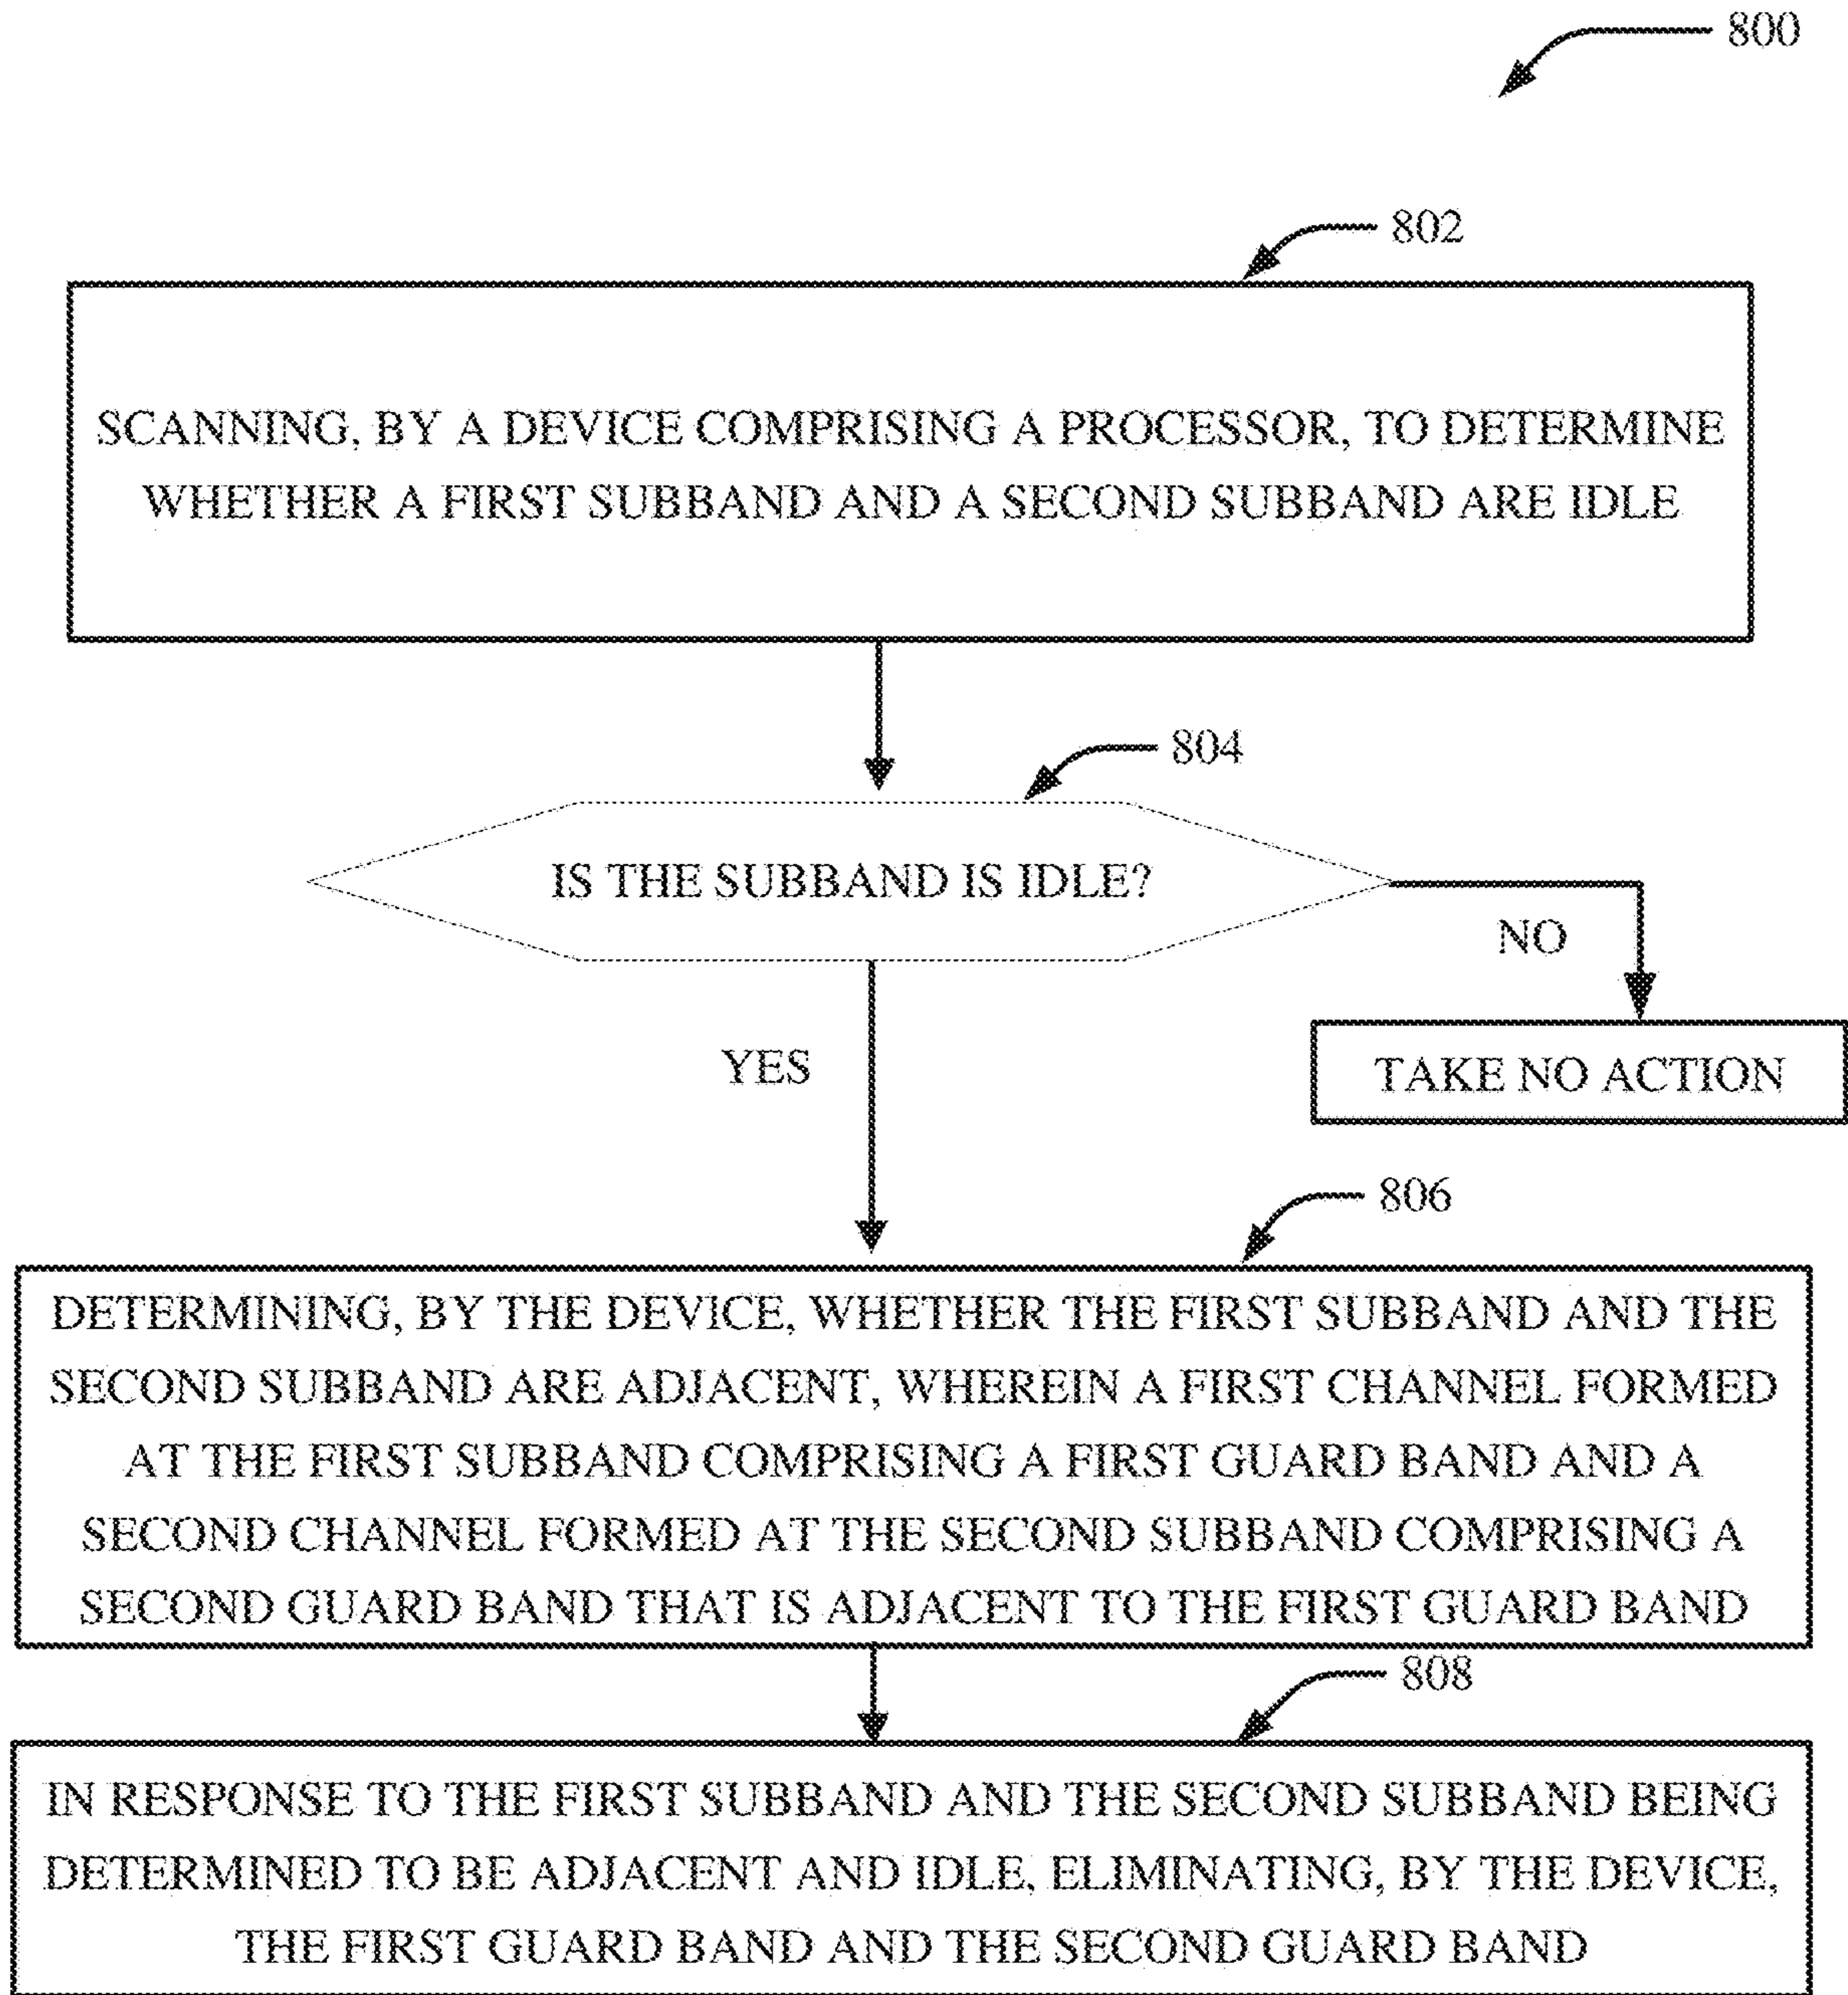 800
802
SCANNING, BY A DEVICE COMPRISING A PROCESSOR, TO DETERMINE
WHETHER A FIRST SUBBAND AND A SECOND SUBBAND ARE IDLE
804
IS THE SUBBAND IS IDLE?
NO
YES
TAKE NO ACTION
806
DETERMINING, BY THE DEVICE, WHETHER THE FIRST SUBBAND AND THE
SECOND SUBBAND ARE ADJACENT, WHEREIN A FIRST CHANNEL FORMED
AT THE FIRST SUBBAND COMPRISING A FIRST GUARD BAND AND A
SECOND CHANNEL FORMED AT THE SECOND SUBBAND COMPRISING A
SECOND GUARD BAND THAT IS ADJACENT TO THE FIRST GUARD BAND
808
IN RESPONSE TO THE FIRST SUBBAND AND THE SECOND SUBBAND BEING
DETERMINED TO BE ADJACENT AND IDLE, ELIMINATING, BY THE DEVICE,
THE FIRST GUARD BAND AND THE SECOND GUARD BAND